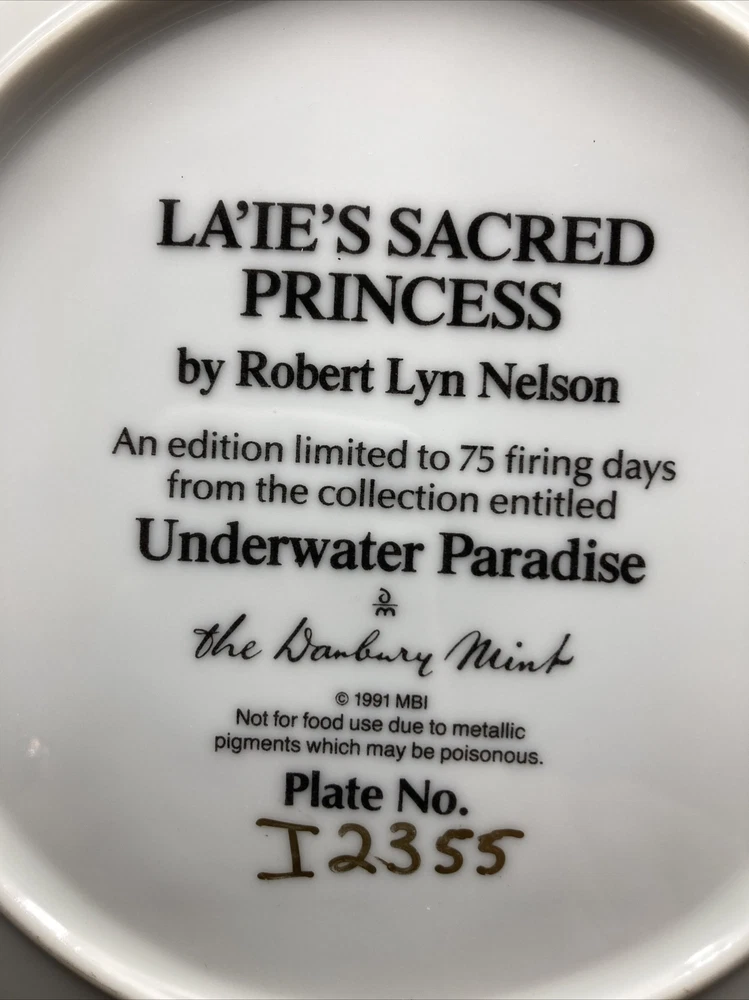 LA'IE'S SACRED
PRINCESS
by Robert Lyn Nelson
An edition limited to 75 firing days
from the collection entitled
Underwater Paradise
the Danbury Mint
© 1991 MBI
Not for food use due to metallic
pigments which may be poisonous.
Plate No.
I2355